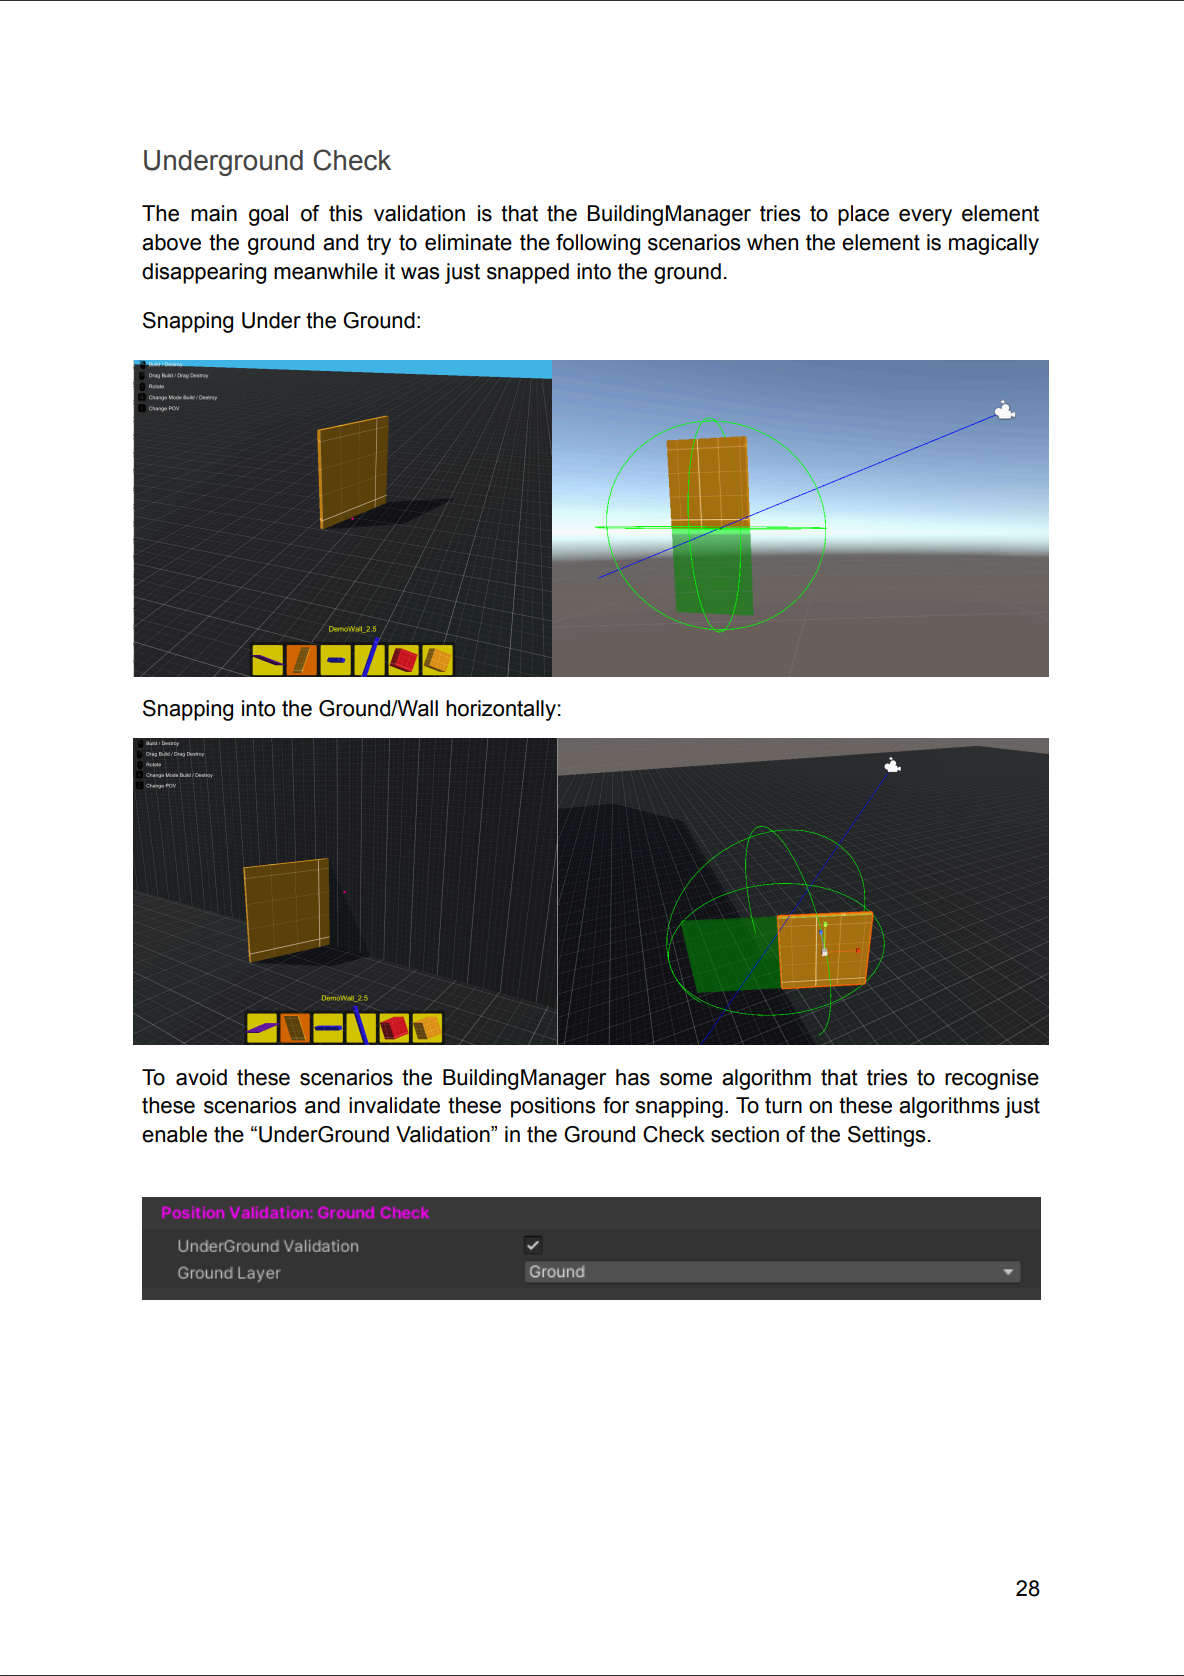 Underground Check
The main goal of this validation is that the BuildingManager tries to place every element
above the ground and try to eliminate the following scenarios when the element is magically
disappearing meanwhile it was just snapped into the ground.
Snapping Under the Ground:
Build / Destroy
Drag Build / Drag Destroy
Rotate
Change Mode Build / Destroy
Change POV
DemoWall_2.5
Snapping into the Ground/Wall horizontally:
Build / Destroy
Drag Build / Drag Destroy
Rotate
Change Mode Build / Destroy
Change POV
DemoWall_2.5
To avoid these scenarios the BuildingManager has some algorithm that tries to recognise
these scenarios and invalidate these positions for snapping. To turn on these algorithms just
enable the “UnderGround Validation” in the Ground Check section of the Settings.
Position Validation: Ground Check
UnderGround Validation
Ground Layer Ground
28